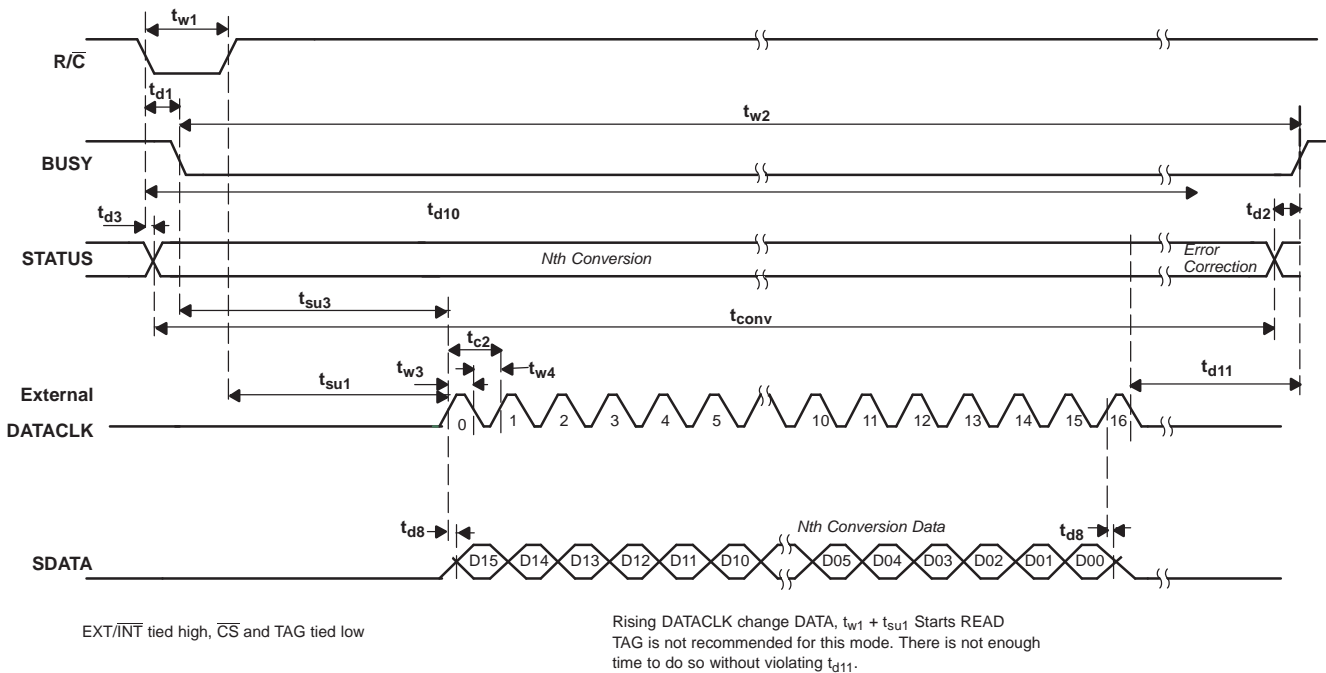 tw1
R/C
td1
tw2
BUSY
td3
td10
td2
STATUS
Nth Conversion
Error
Correction
tsu3
tconv
tc2
tw3
tw4
tsu1
td11
External
DATACLK
0 1 2 3 4 5 10 11 12 13 14 15 16
Nth Conversion Data
td8
td8
SDATA
D15 D14 D13 D12 D11 D10 D05 D04 D03 D02 D01 D00
EXT/INT tied high, CS and TAG tied low
Rising DATACLK change DATA, tw1 + tsu1 Starts READ
TAG is not recommended for this mode. There is not enough
time to do so without violating td11.